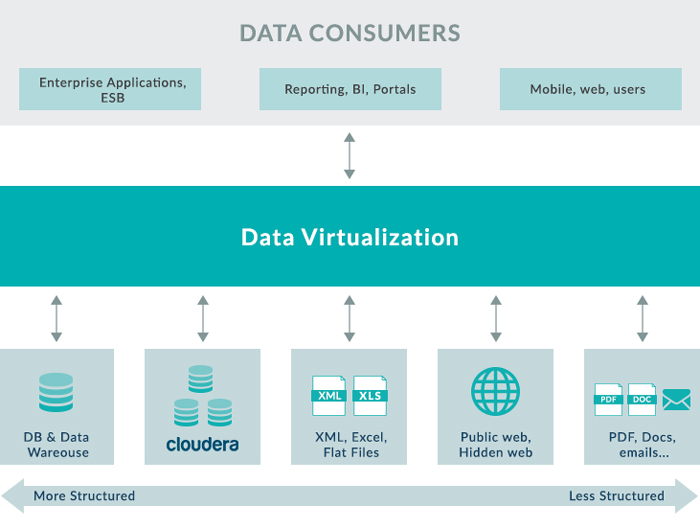 DATA CONSUMERS
Enterprise Applications,
ESB
Reporting, BI, Portals
Mobile, web, users
Data Virtualization
XML
XLS
PDF
DOC
DB & Data
Wareouse
cloudera
XML, Excel,
Flat Files
Public web,
Hidden web
PDF, Docs,
emails...
More Structured
Less Structured